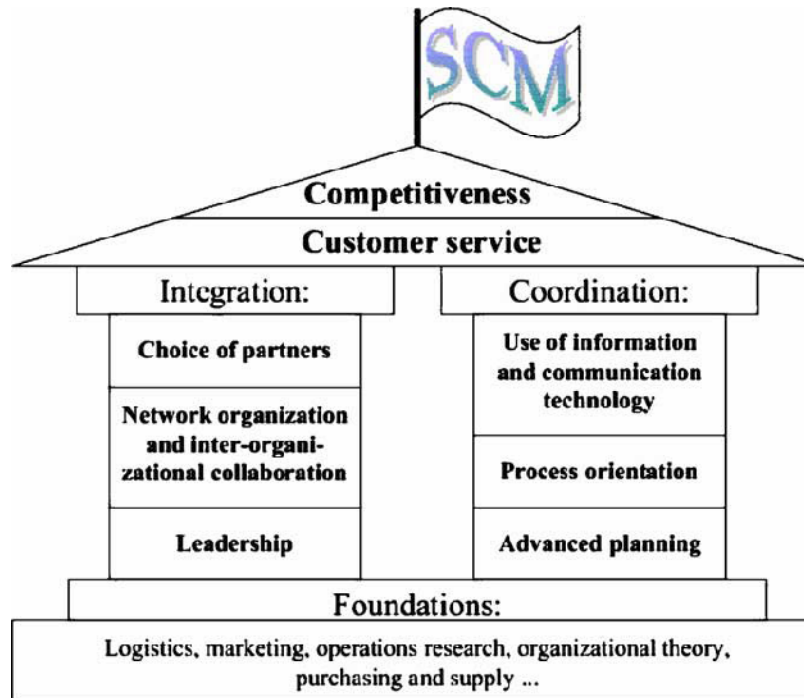 SCM
Competitiveness
Customer service
Integration:
Choice of partners
Network organization
and inter-organi-
zational collaboration
Leadership
Coordination:
Use of information
and communication
technology
Process orientation
Advanced planning
Foundations:
Logistics, marketing, operations research, organizational theory,
purchasing and supply ...